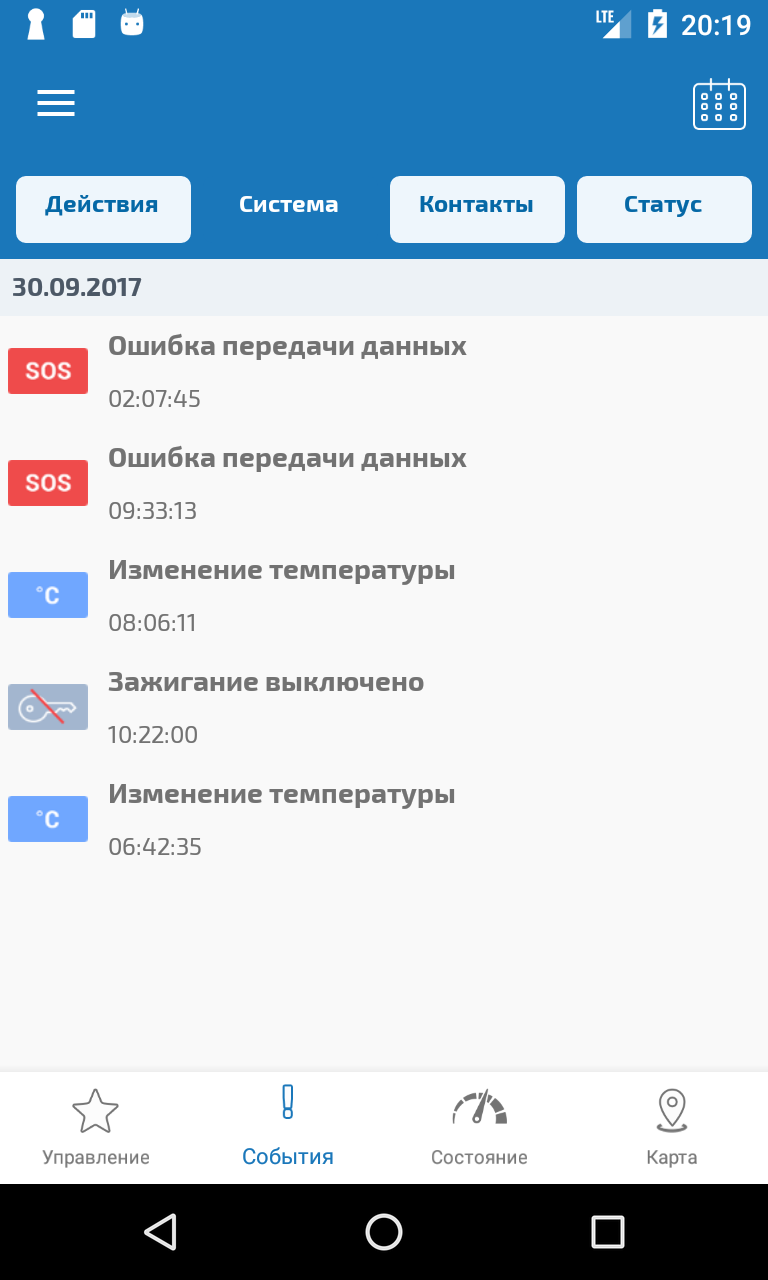 LTE 20:19
Действия Система Контакты Статус
30.09.2017
Ошибка передачи данных
SOS
02:07:45
Ошибка передачи данных
SOS
09:33:13
Изменение температуры
°C
08:06:11
Зажигание выключено
10:22:00
Изменение температуры
°C
06:42:35
Управление События Состояние Карта